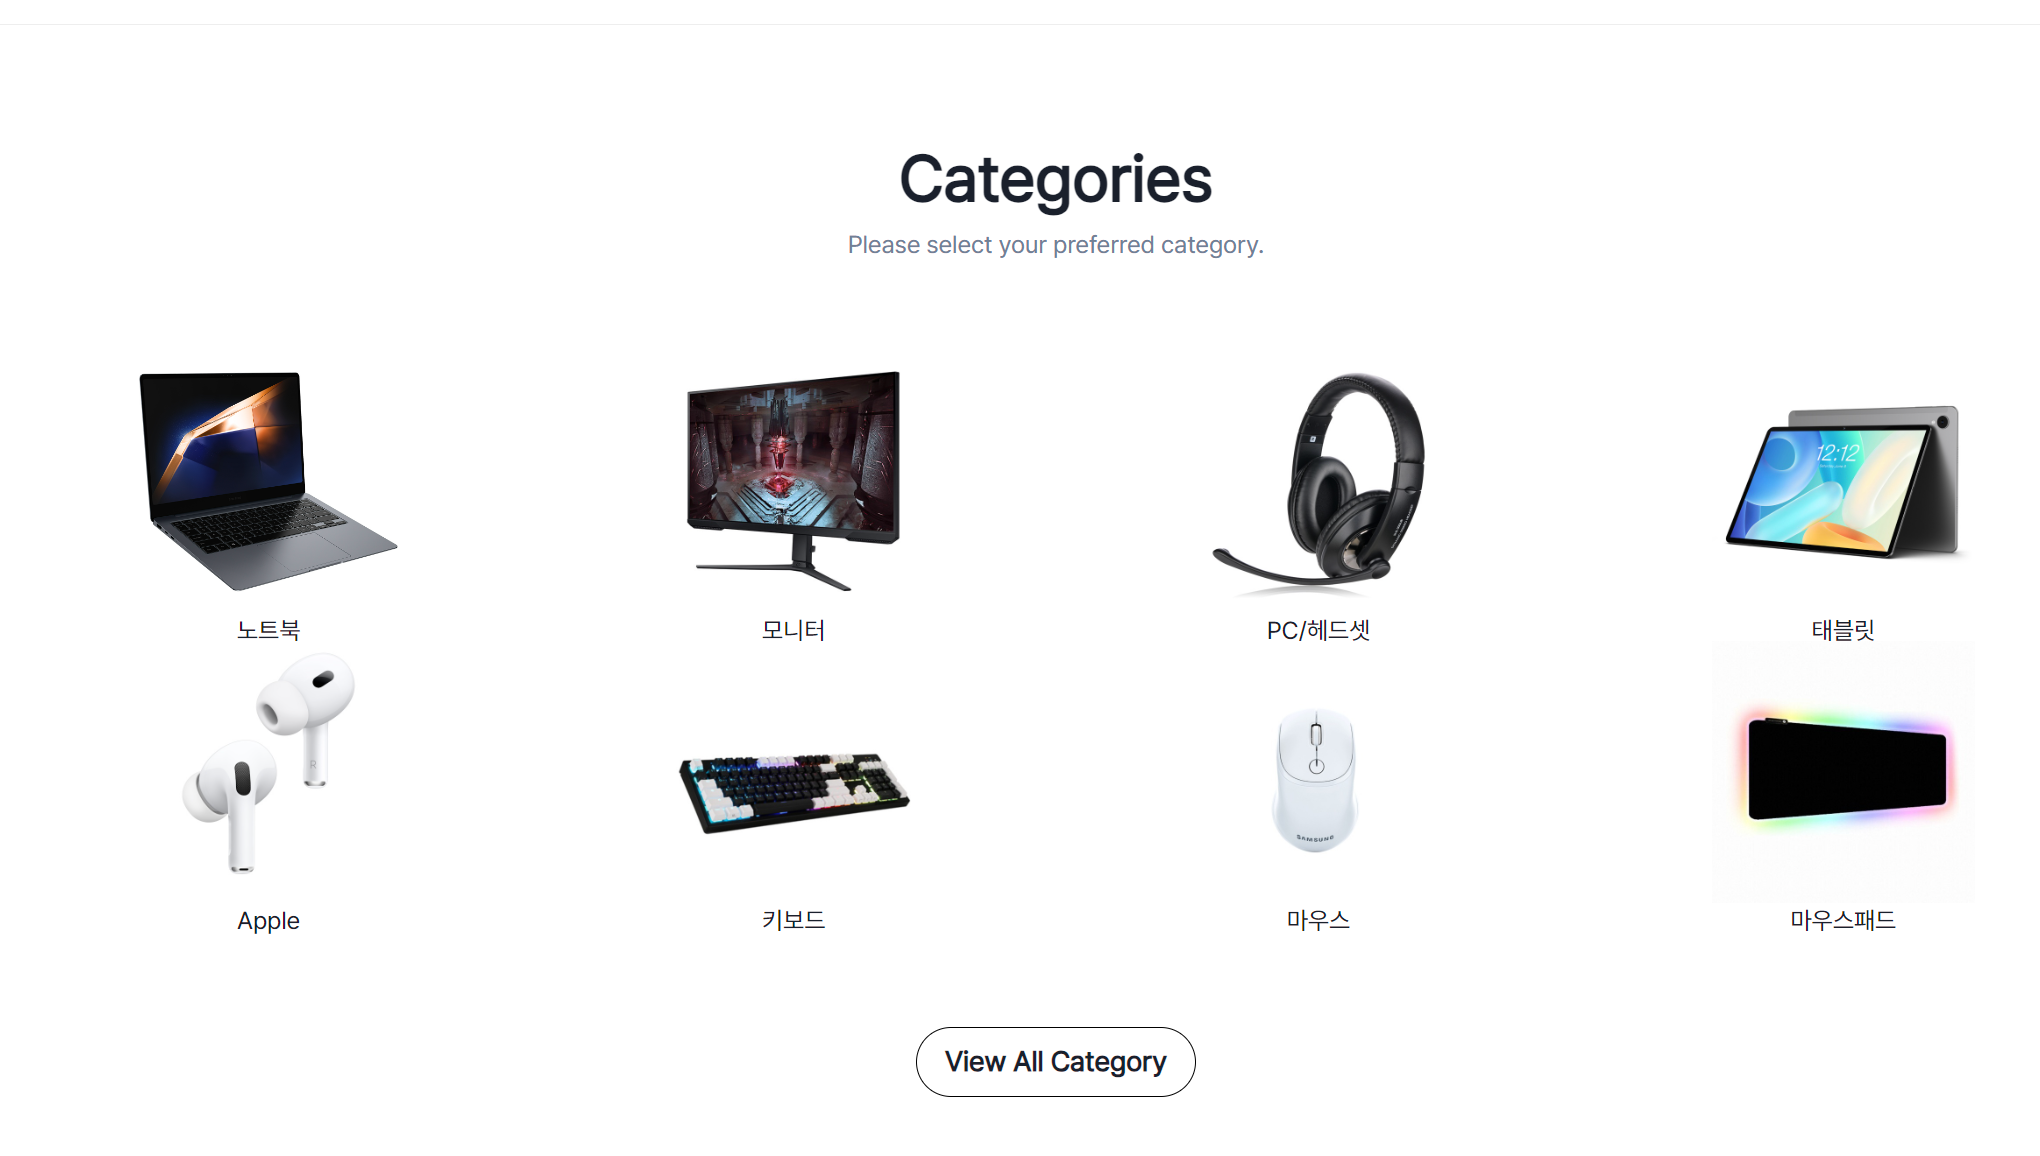 Categories
Please select your preferred category.
12:12
노트북
모니터
PC/헤드셋
태블릿
R
SAMSUNG
Apple
키보드
마우스
마우스패드
View All Category